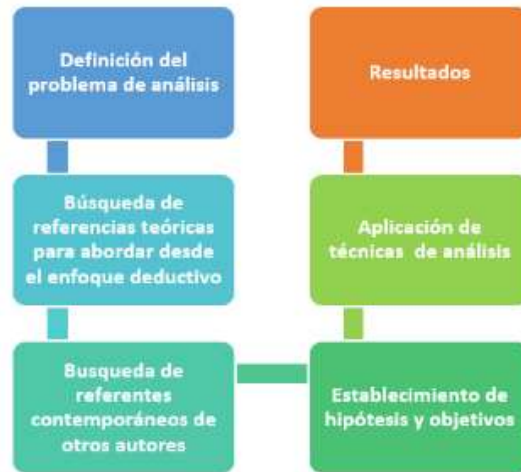 Definición del
problema de análisis
Búsqueda de
referencias teóricas
para abordar desde
el enfoque deductivo
Busqueda de
referentes
contemporáneos de
otros autores
Establecimiento de
hipótesis y objetivos
Aplicación de
técnicas de análisis
Resultados